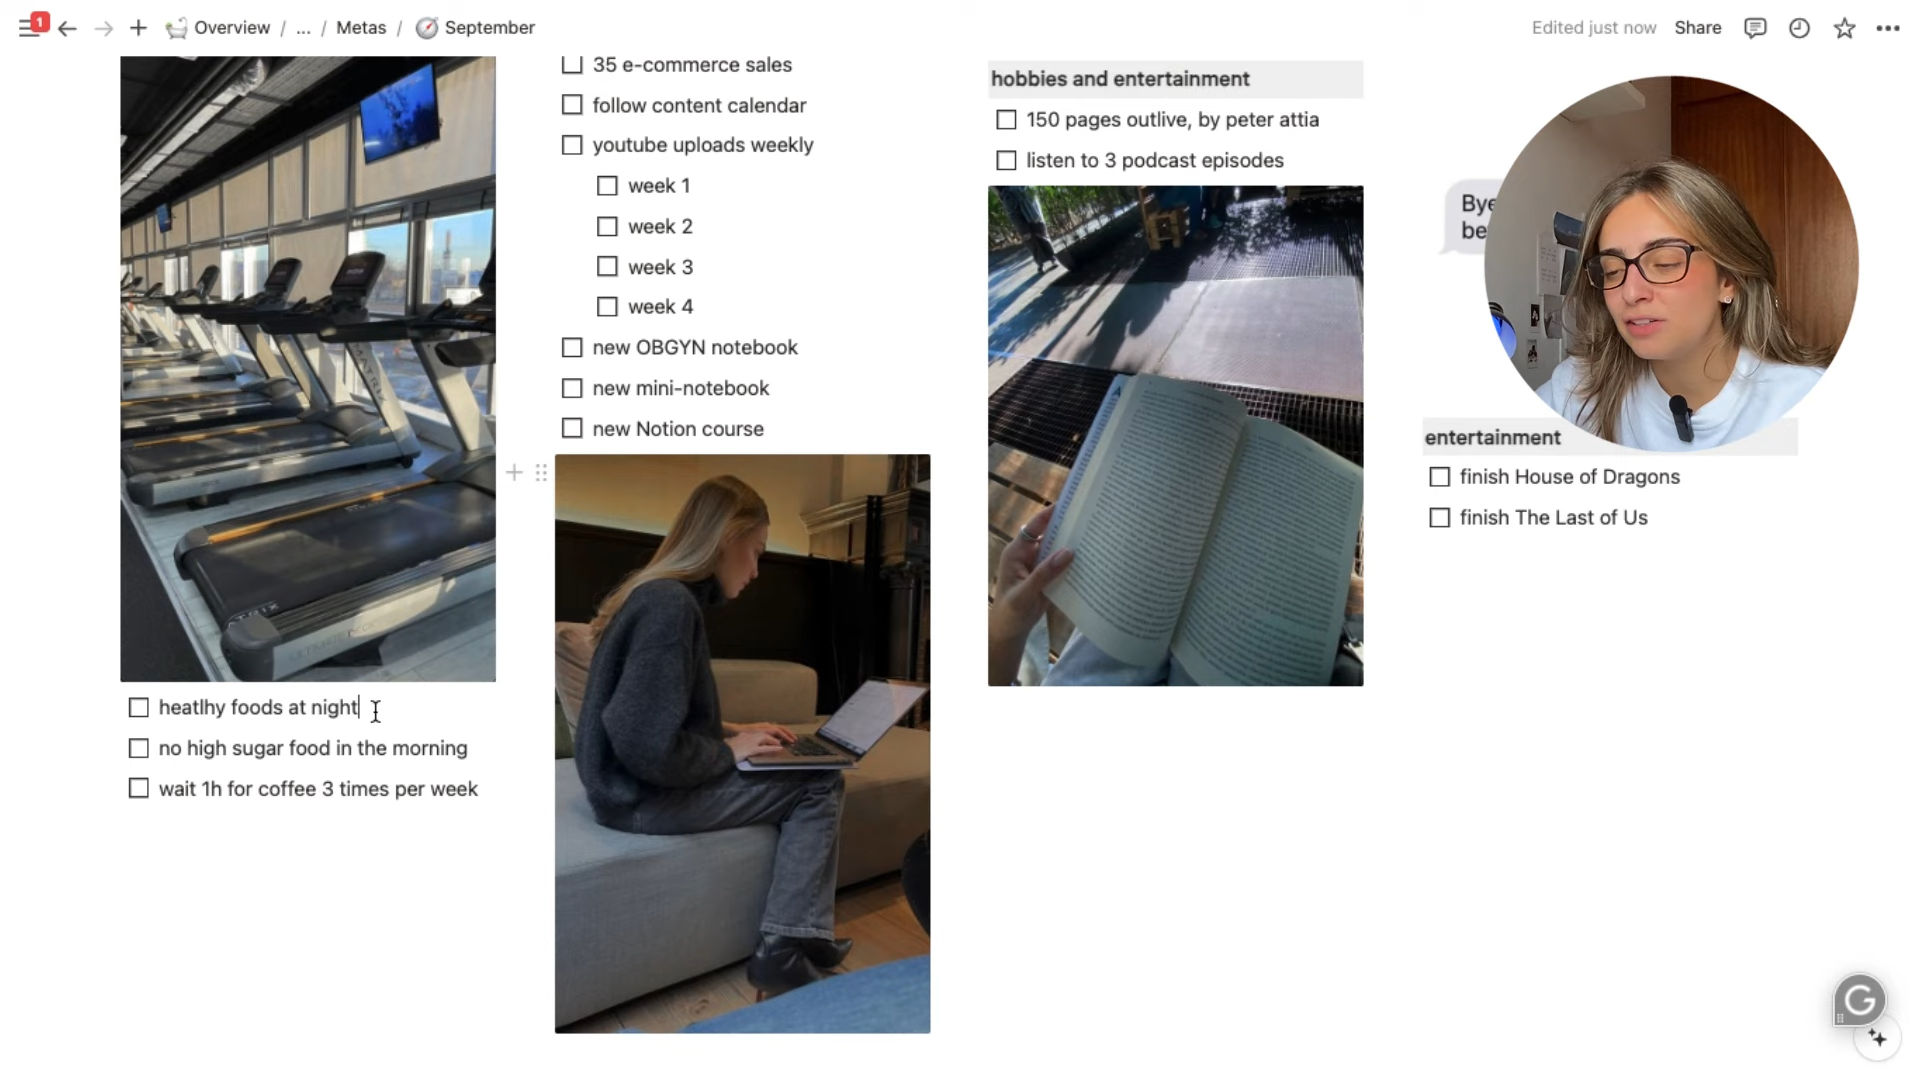 1
Overview / ... / Metas / September
Edited just now
Share
heatlhy foods at night
no high sugar food in the morning
wait 1h for coffee 3 times per week
35 e-commerce sales
follow content calendar
youtube uploads weekly
week 1
week 2
week 3
week 4
new OBGYN notebook
new mini-notebook
new Notion course
hobbies and entertainment
150 pages outlive, by peter attia
listen to 3 podcast episodes
Bye
be
entertainment
finish House of Dragons
finish The Last of Us
MATRIX
G